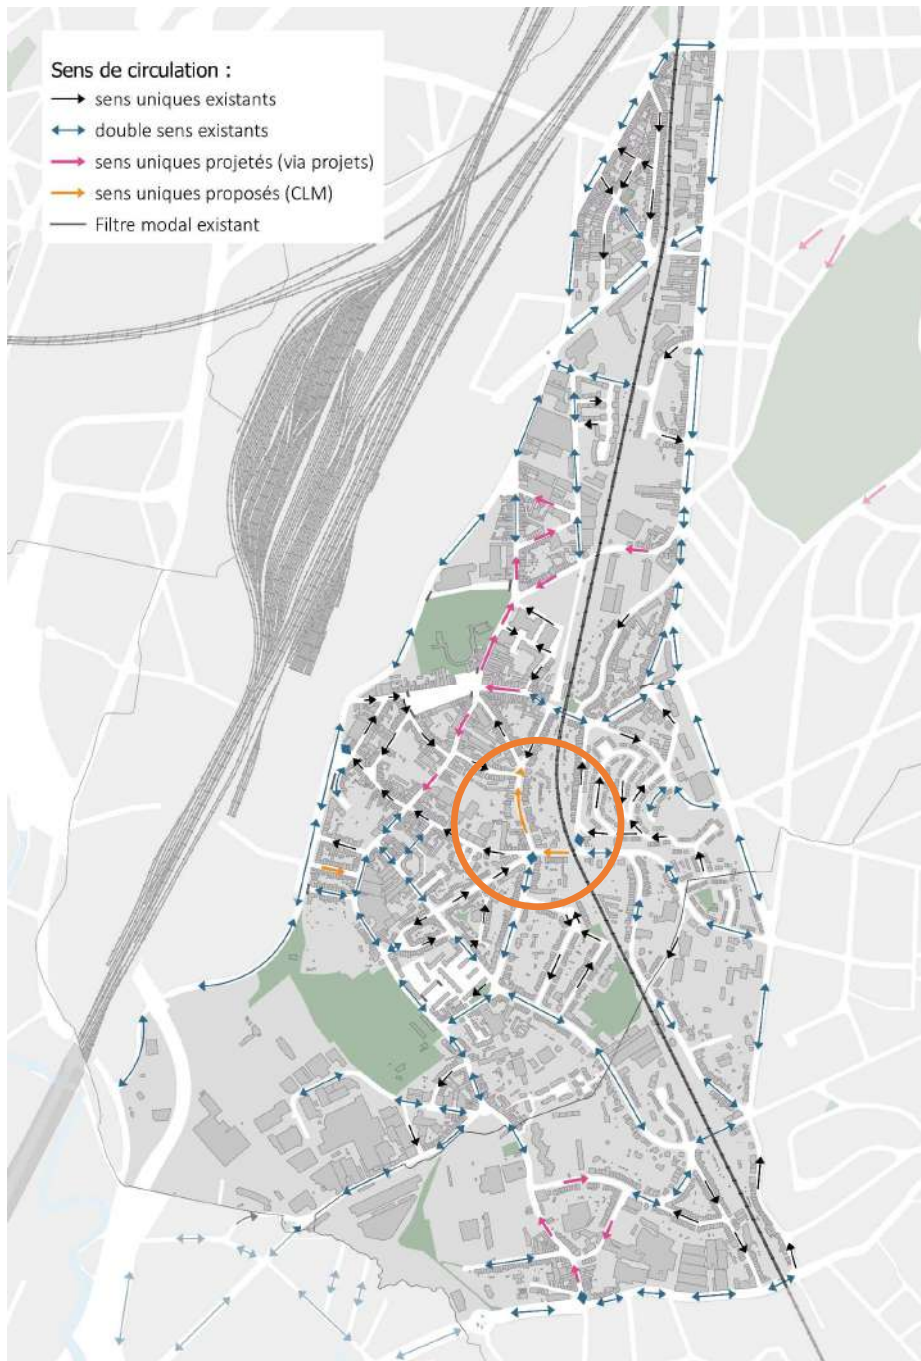 Sens de circulation :
sens uniques existants
double sens existants
sens uniques projetés (via projets)
sens uniques proposés (CLM)
Filtre modal existant